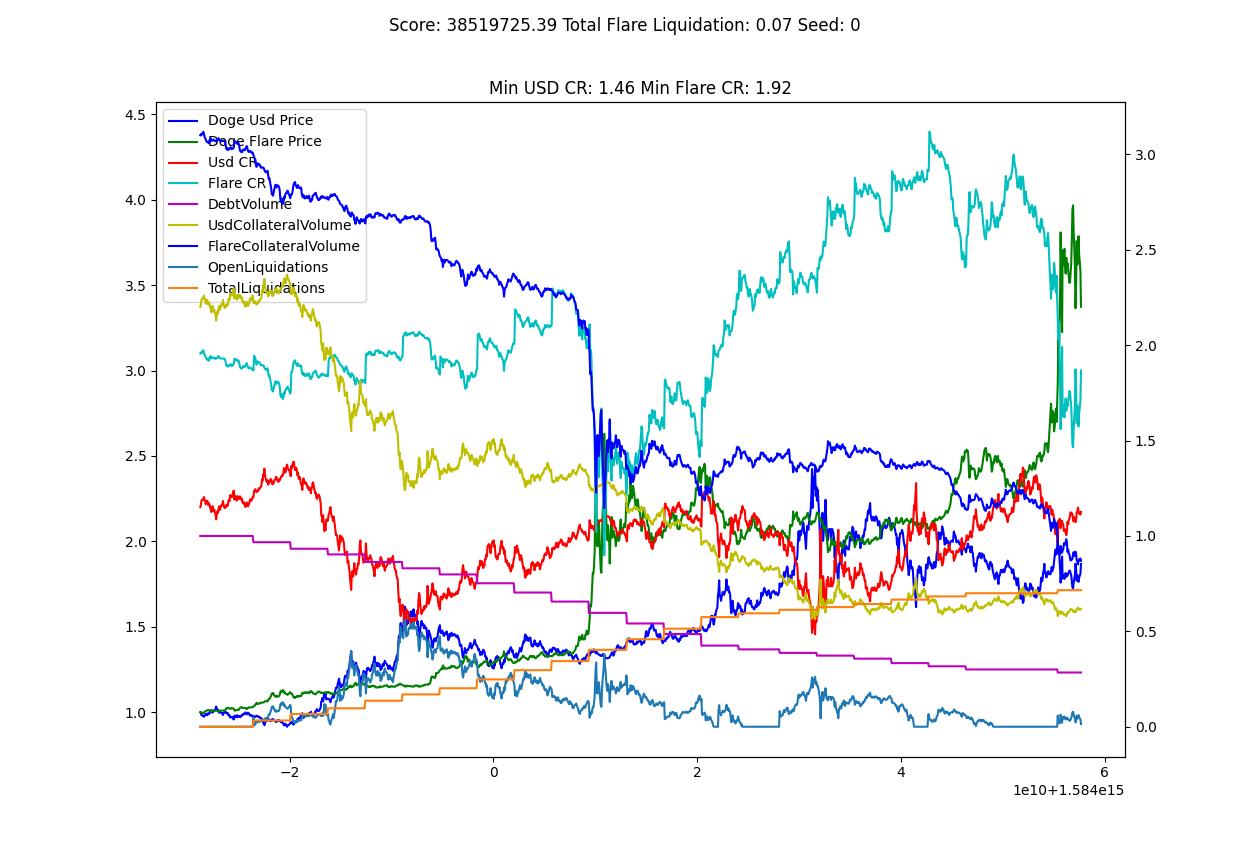 Score: 38519725.39 Total Flare Liquidation: 0.07 Seed: 0
Min USD CR: 1.46 Min Flare CR: 1.92
4.5
4.0
3.5
3.0
2.5
2.0
1.5
1.0
Doge Usd Price
Doge Flare Price
Usd CR
Flare CR
DebtVolume
UsdCollateralVolume
FlareCollateralVolume
OpenLiquidations
TotalLiquidations
3.0
2.5
2.0
1.5
1.0
0.5
0.0
−2 0 2 4 6
1e10+1.584e15